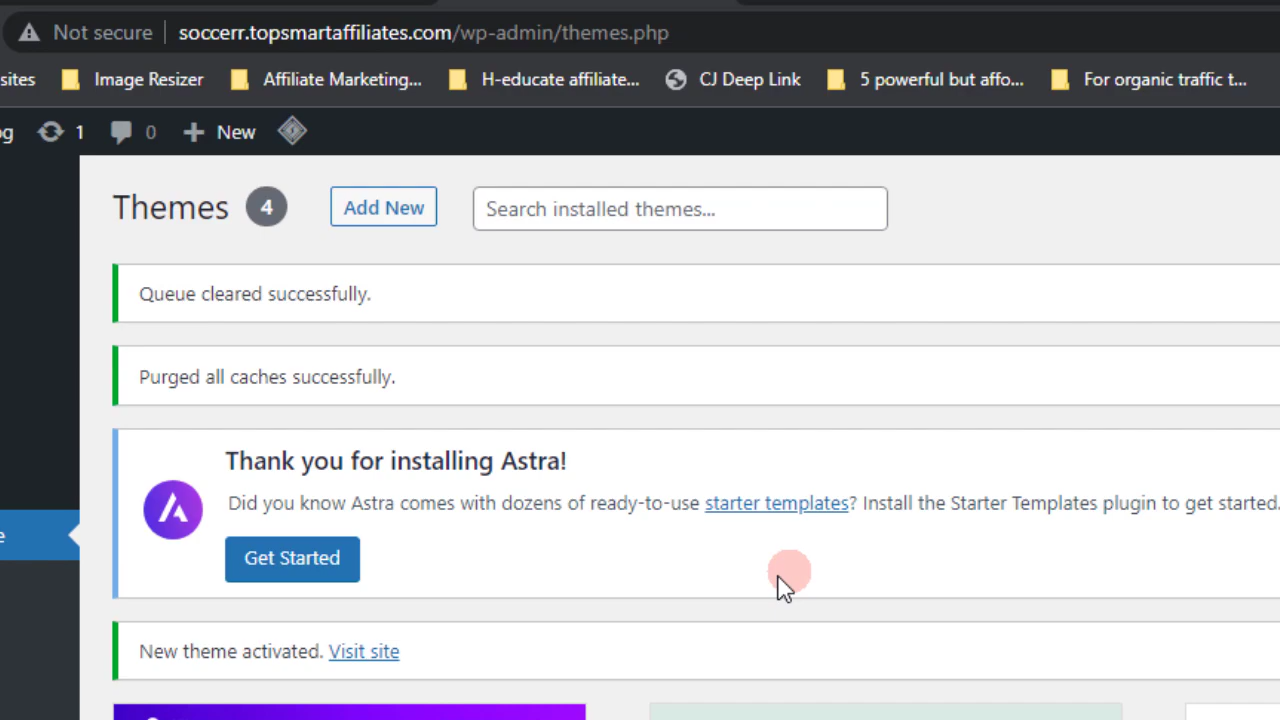 Not secure soccerr.topsmartaffiliates.com/wp-admin/themes.php
sites Image Resizer Affiliate Marketing... H-educate affiliate... CJ Deep Link 5 powerful but affo... For organic traffic t...
og 1 0 New
Themes 4 Add New Search installed themes...
Queue cleared successfully.
Purged all caches successfully.
Thank you for installing Astra!
Did you know Astra comes with dozens of ready-to-use starter templates? Install the Starter Templates plugin to get started.
Get Started
e
New theme activated. Visit site